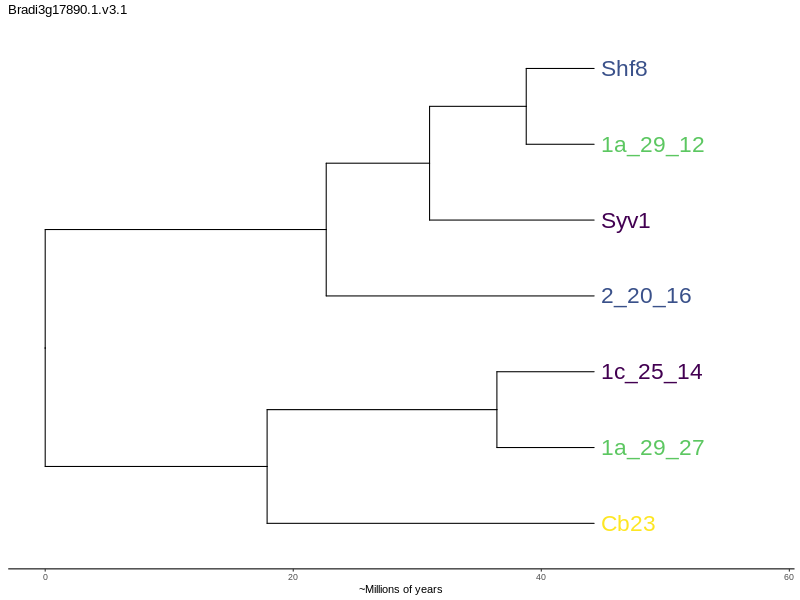 Bradi3g17890.1.v3.1
Shf8
1a_29_12
Syv1
2_20_16
1c_25_14
1a_29_27
Cb23
0 20 40 60
~Millions of years